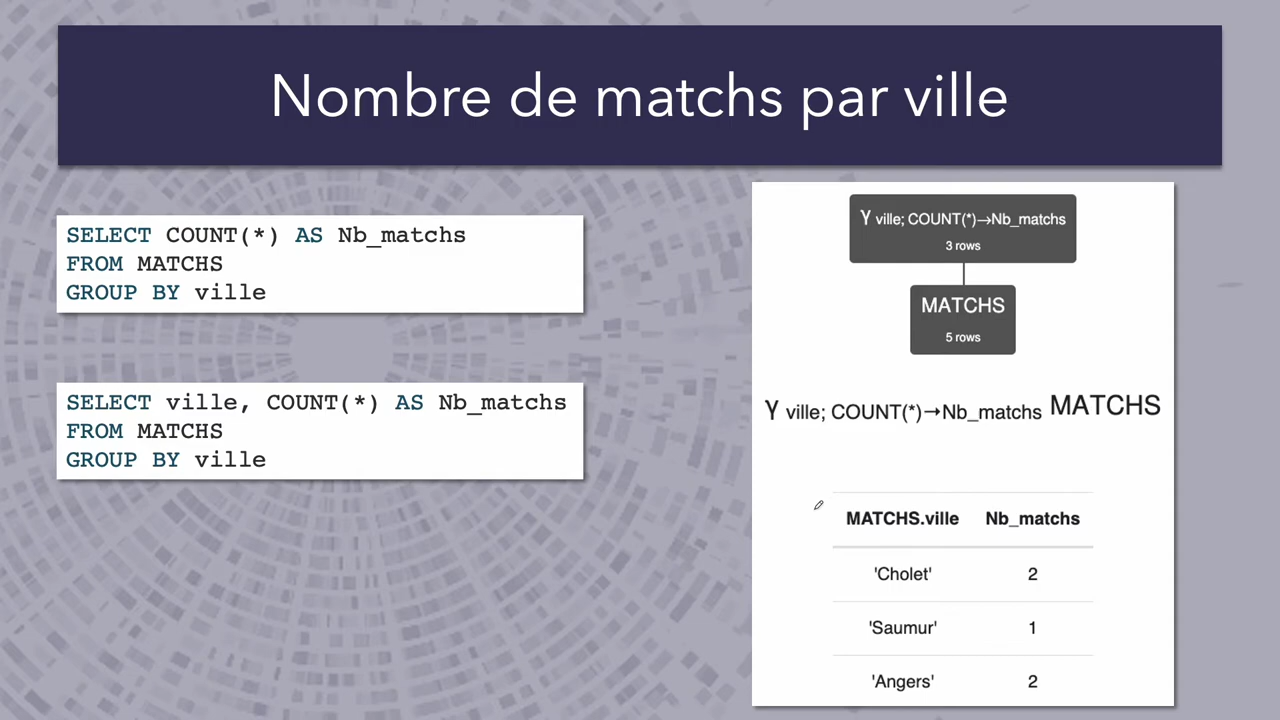 Nombre de matchs par ville
SELECT COUNT(*) AS Nb_matchs
FROM MATCHS
GROUP BY ville
SELECT ville, COUNT(*) AS Nb_matchs
FROM MATCHS
GROUP BY ville
γ ville; COUNT(*)→Nb_matchs
3 rows
MATCHS
5 rows
γ ville; COUNT(*)→Nb_matchs MATCHS
MATCHS.ville Nb_matchs
'Cholet' 2
'Saumur' 1
'Angers' 2